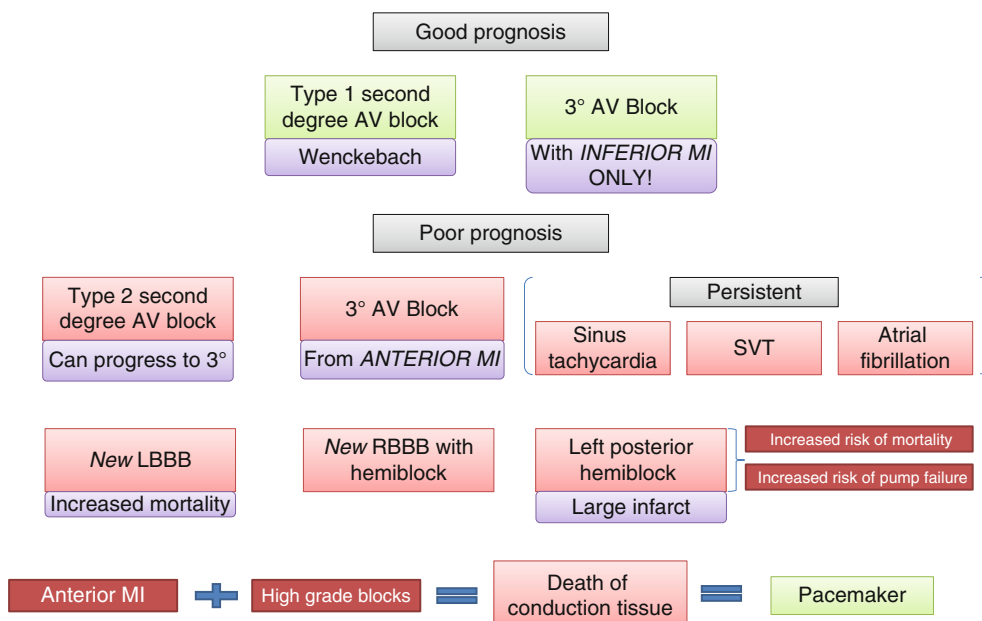 Good prognosis
Type 1 second
degree AV block
Wenckebach
3° AV Block
With INFERIOR MI
ONLY!
Poor prognosis
Type 2 second
degree AV block
Can progress to 3°
3° AV Block
From ANTERIOR MI
Persistent
Sinus
tachycardia
SVT
Atrial
fibrillation
New LBBB
Increased mortality
New RBBB with
hemiblock
Left posterior
hemiblock
Large infarct
Increased risk of mortality
Increased risk of pump failure
Anterior MI
High grade blocks
Death of
conduction tissue
Pacemaker